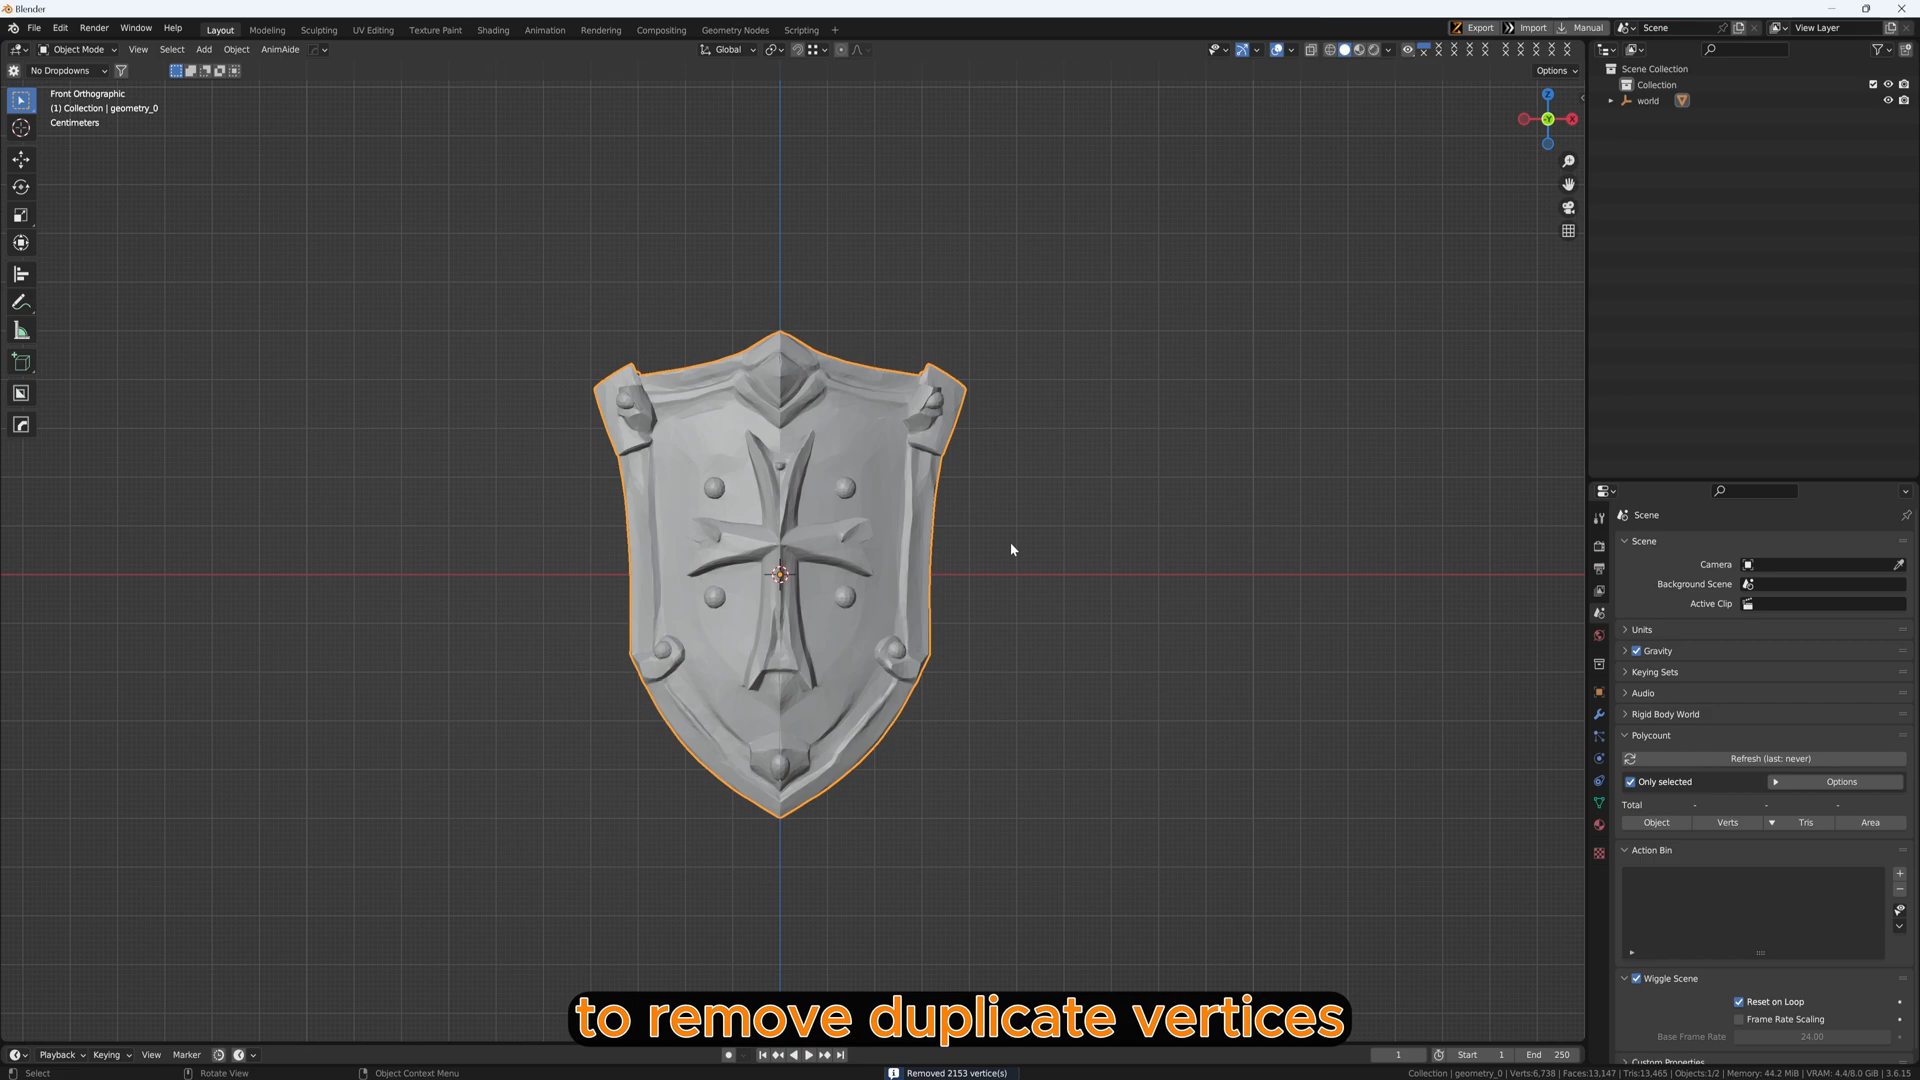 Blender
File Edit Render Window Help Layout Modeling Sculpting UV Editing Texture Paint Shading Animation Rendering Compositing Geometry Nodes Scripting + Export Import Manual Scene View Layer
Object Mode View Select Add Object AnimAide Global
No Dropdowns Options
Front Orthographic
(1) Collection | geometry_0
Centimeters
Z
-Y
X
Scene Collection
Collection
world
Scene
Scene
Camera
Background Scene
Active Clip
Units
Gravity
Keying Sets
Audio
Rigid Body World
Polycount
Refresh (last: never)
Only selected Options
Total - - -
Object Verts Tris Area
Action Bin
Wiggle Scene
Reset on Loop
Frame Rate Scaling
Base Frame Rate 24.00
Custom Properties
to remove duplicate vertices
Playback Keying View Marker 1 Start 1 End 250
Select Rotate View Object Context Menu Removed 2153 vertice(s) Collection | geometry_0 | Verts:6,738 | Faces:13,147 | Tris:13,465 | Objects:1/2 | Memory: 44.2 MiB | VRAM: 4.4/8.0 GiB | 3.6.15